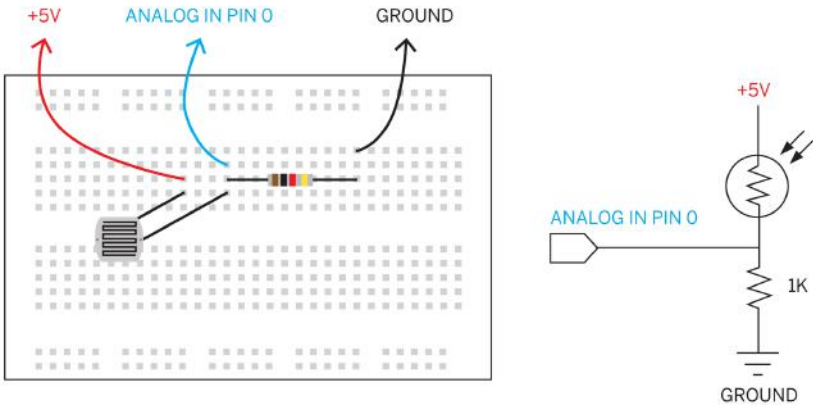 +5V
ANALOG IN PIN 0
GROUND
+5V
ANALOG IN PIN 0
1K
GROUND